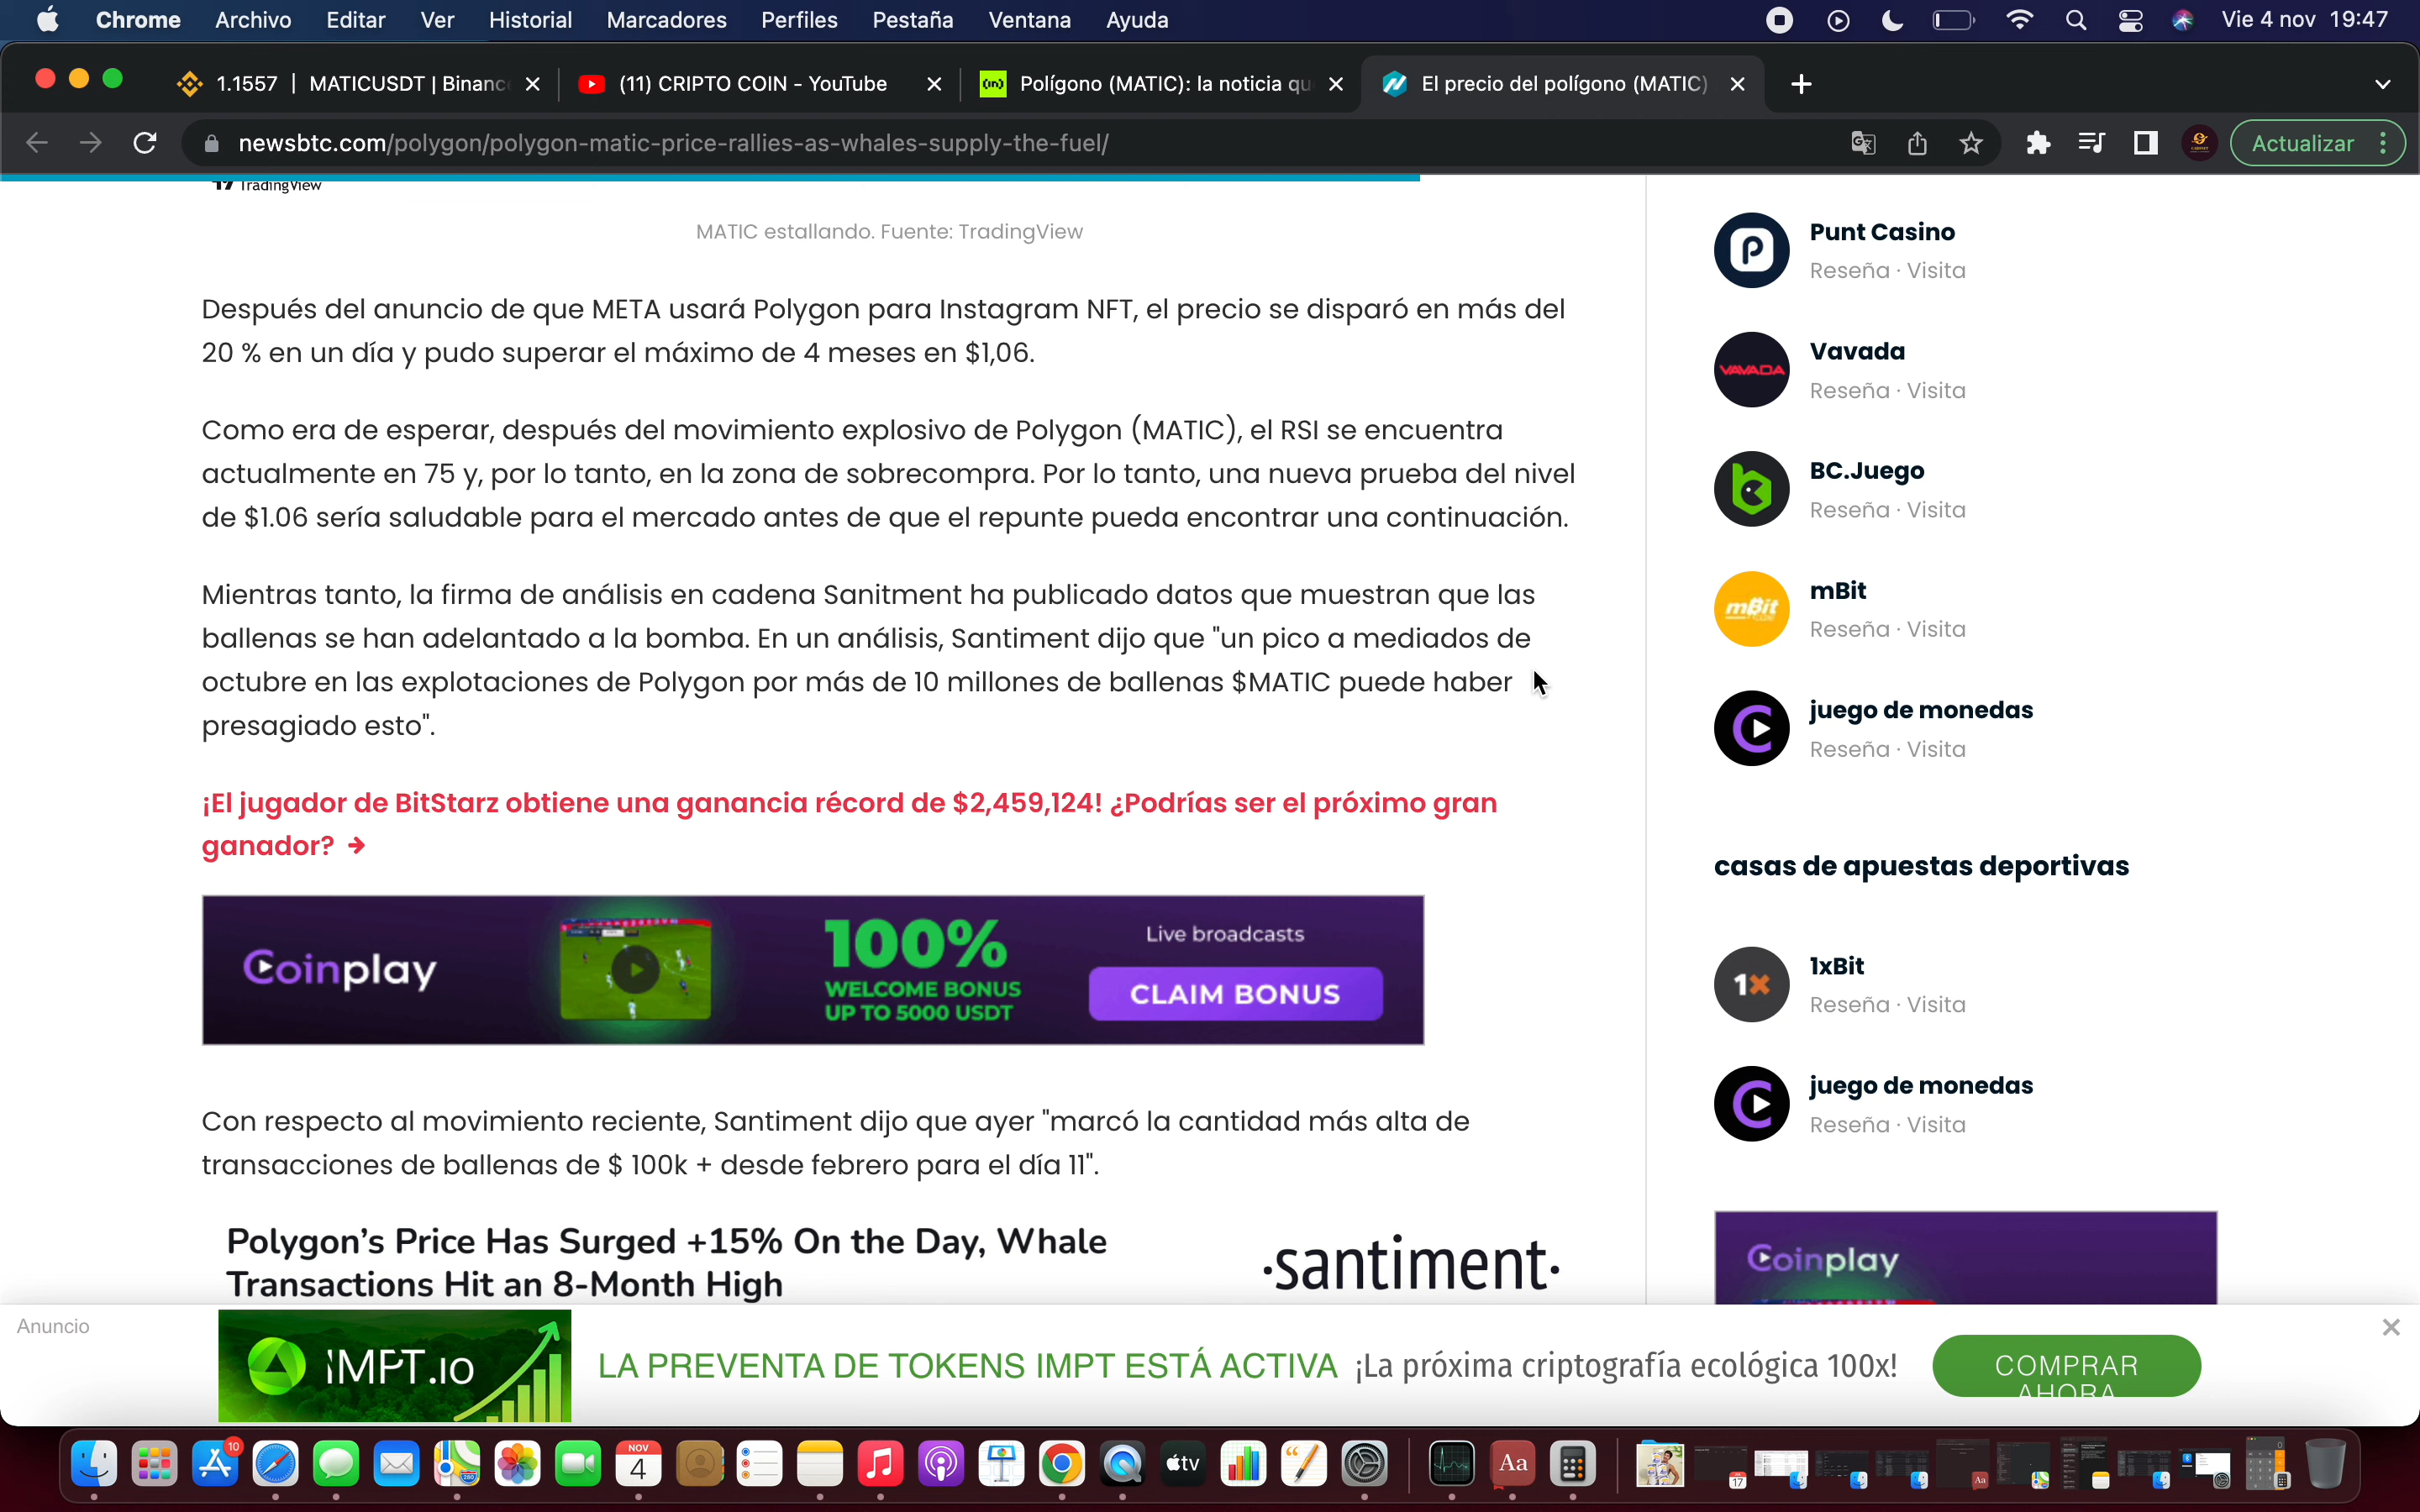 Chrome Archivo Editar Ver Historial Marcadores Perfiles Pestaña Ventana Ayuda Vie 4 nov 19:47
1.1557 | MATICUSDT | Binance (11) CRIPTO COIN - YouTube Polígono (MATIC): la noticia qu El precio del polígono (MATIC)
newsbtc.com/polygon/polygon-matic-price-rallies-as-whales-supply-the-fuel/ Actualizar
TradingView
MATIC estallando. Fuente: TradingView
Después del anuncio de que META usará Polygon para Instagram NFT, el precio se disparó en más del
20 % en un día y pudo superar el máximo de 4 meses en $1,06.
Como era de esperar, después del movimiento explosivo de Polygon (MATIC), el RSI se encuentra
actualmente en 75 y, por lo tanto, en la zona de sobrecompra. Por lo tanto, una nueva prueba del nivel
de $1.06 sería saludable para el mercado antes de que el repunte pueda encontrar una continuación.
Mientras tanto, la firma de análisis en cadena Sanitment ha publicado datos que muestran que las
ballenas se han adelantado a la bomba. En un análisis, Santiment dijo que "un pico a mediados de
octubre en las explotaciones de Polygon por más de 10 millones de ballenas $MATIC puede haber
presagiado esto".
¡El jugador de BitStarz obtiene una ganancia récord de $2,459,124! ¿Podrías ser el próximo gran
ganador? →
Coinplay
100%
WELCOME BONUS
UP TO 5000 USDT
Live broadcasts
CLAIM BONUS
Con respecto al movimiento reciente, Santiment dijo que ayer "marcó la cantidad más alta de
transacciones de ballenas de $ 100k + desde febrero para el día 11".
Polygon's Price Has Surged +15% On the Day, Whale
Transactions Hit an 8-Month High
·santiment·
Punt Casino
Reseña · Visita
VAVADA
Vavada
Reseña · Visita
BC.Juego
Reseña · Visita
mBit
mBit
Reseña · Visita
juego de monedas
Reseña · Visita
casas de apuestas deportivas
1x
1xBit
Reseña · Visita
juego de monedas
Reseña · Visita
Coinplay
Anuncio
IMPT.IO
LA PREVENTA DE TOKENS IMPT ESTÁ ACTIVA ¡La próxima criptografía ecológica 100x!
COMPRAR
AHORA
10
280
NOV
4
tv
Aa
17